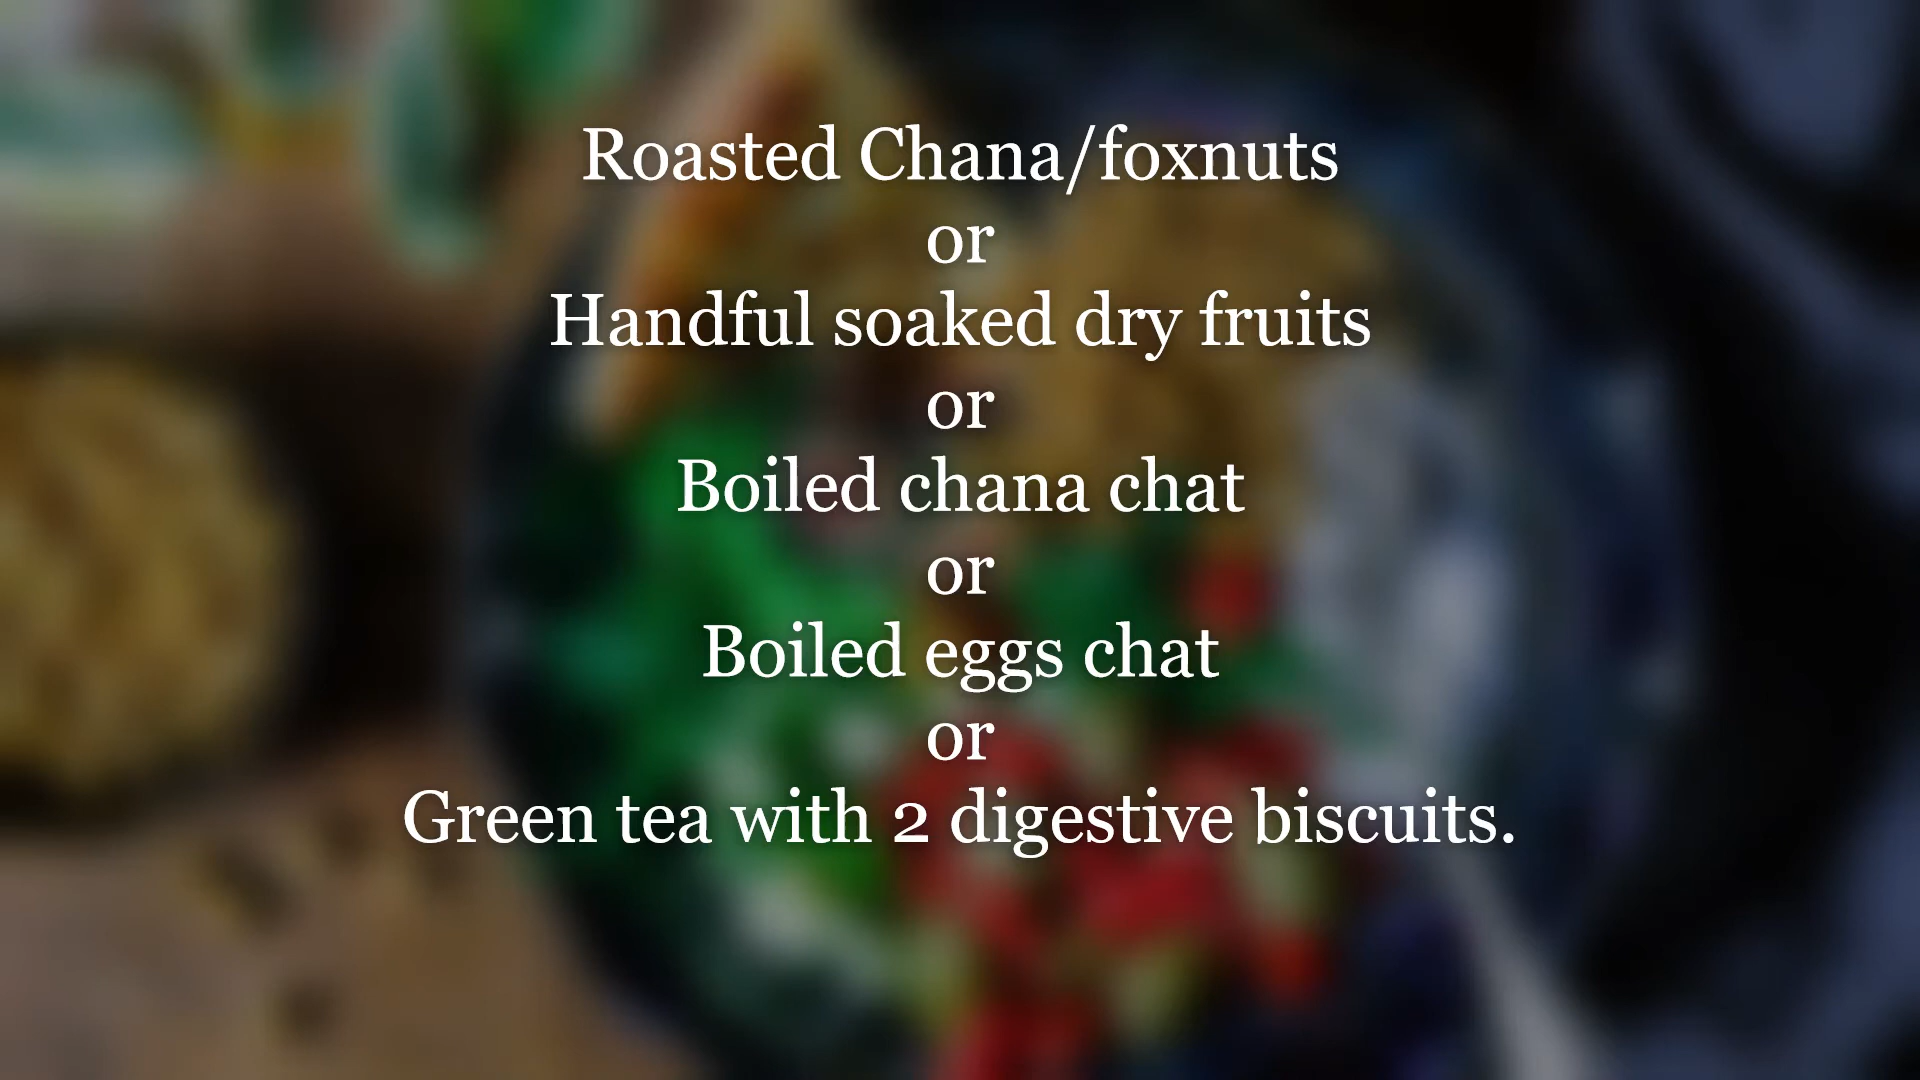 Roasted Chana/foxnuts
or
Handful soaked dry fruits
or
Boiled chana chat
or
Boiled eggs chat
or
Green tea with 2 digestive biscuits.